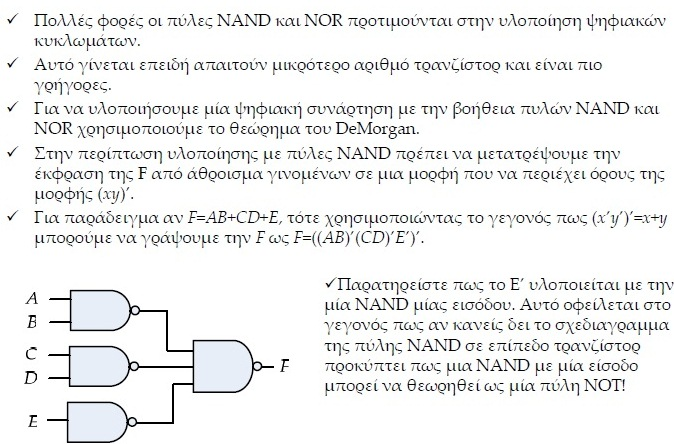 ✓ Πολλές φορές οι πύλες NAND και NOR προτιμούνται στην υλοποίηση ψηφιακών
κυκλωμάτων.
✓ Αυτό γίνεται επειδή απαιτούν μικρότερο αριθμό τρανζίστορ και είναι πιο
γρήγορες.
✓ Για να υλοποιήσουμε μία ψηφιακή συνάρτηση με την βοήθεια πυλών NAND και
NOR χρησιμοποιούμε το θεώρημα του DeMorgan.
✓ Στην περίπτωση υλοποίησης με πύλες NAND πρέπει να μετατρέψουμε την
έκφραση της F από άθροισμα γινομένων σε μια μορφή που να περιέχει όρους της
μορφής (xy)′.
✓ Για παράδειγμα αν F=AB+CD+E, τότε χρησιμοποιώντας το γεγονός πως (x′y′)′=x+y
μπορούμε να γράψουμε την F ως F=((AB)′(CD)′E′)′.
A
B
C
D
E
F
✓Παρατηρείστε πως το E′ υλοποιείται με την
μία NAND μίας εισόδου. Αυτό οφείλεται στο
γεγονός πως αν κανείς δει το σχεδιαγραμμα
της πύλης NAND σε επίπεδο τρανζίστορ
προκύπτει πως μια NAND με μία είσοδο
μπορεί να θεωρηθεί ως μία πύλη NOT!